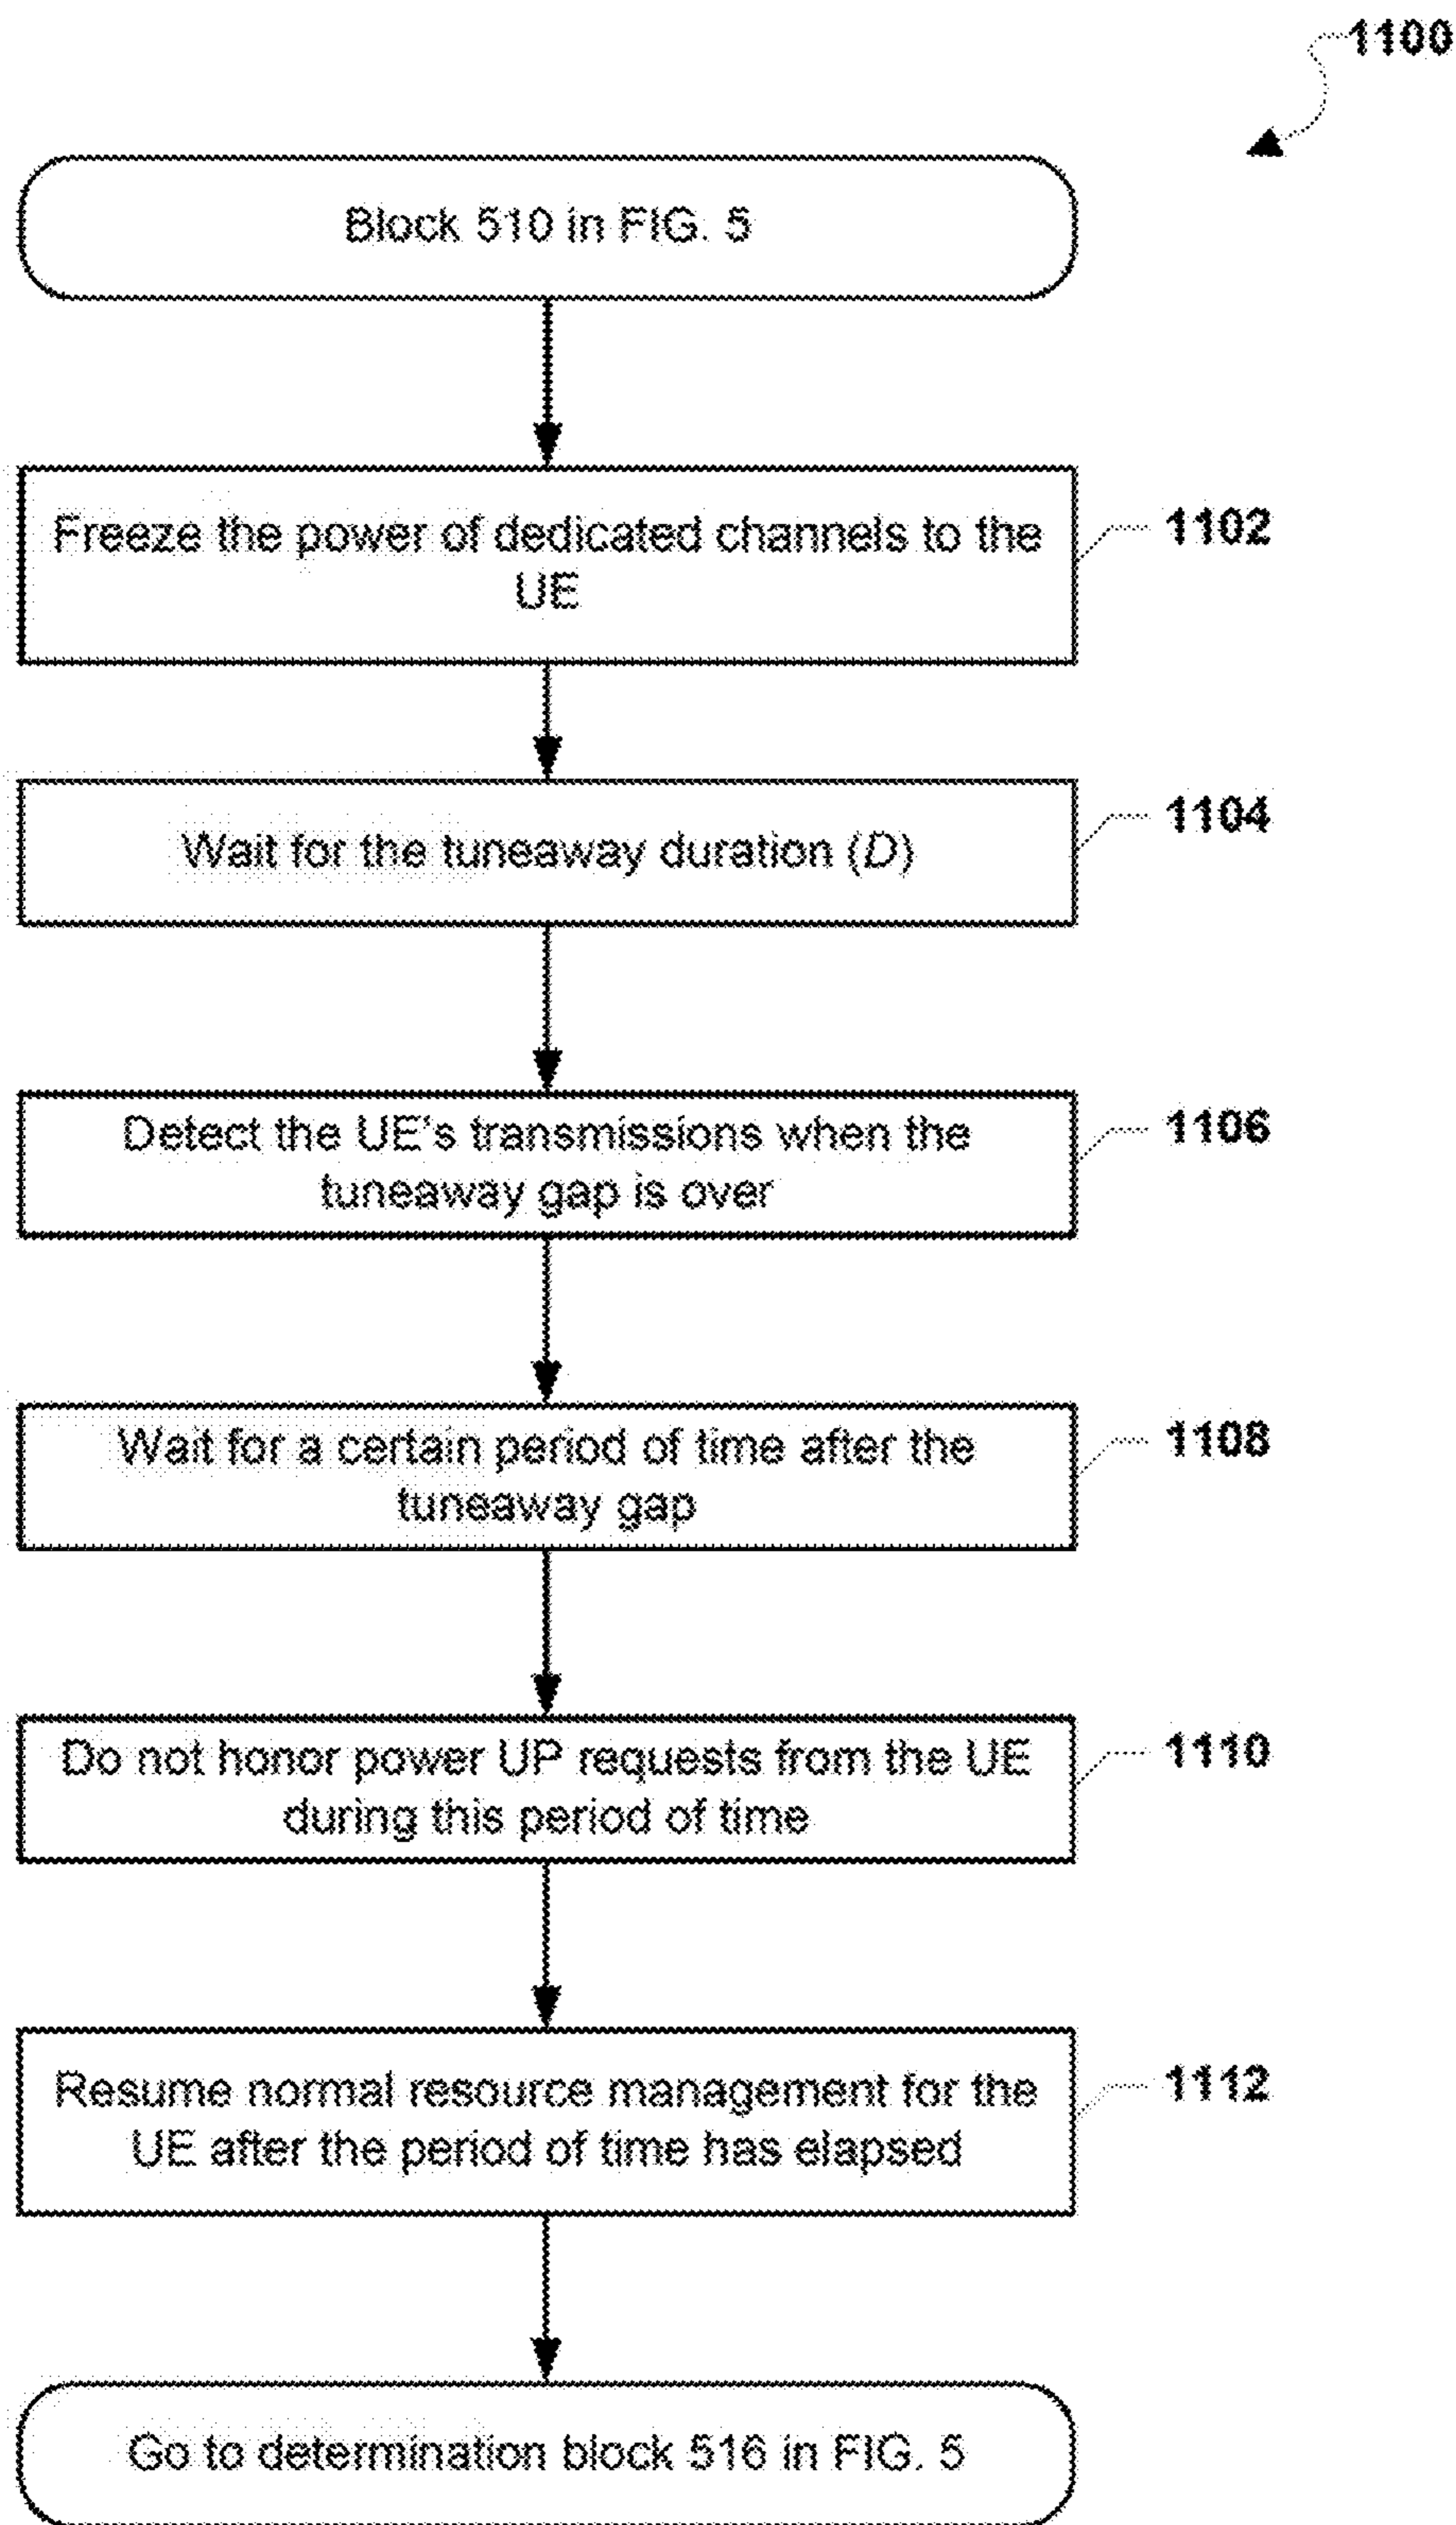 1100
Block 510 in FIG. 5
Freeze the power of dedicated channels to the
UE
1102
Wait for the tuneaway duration (D)
1104
Detect the UE's transmissions when the
tuneaway gap is over
1106
Wait for a certain period of time after the
tuneaway gap
1108
Do not honor power UP requests from the UE
during this period of time
1110
Resume normal resource management for the
UE after the period of time has elapsed
1112
Go to determination block 516 in FIG. 5